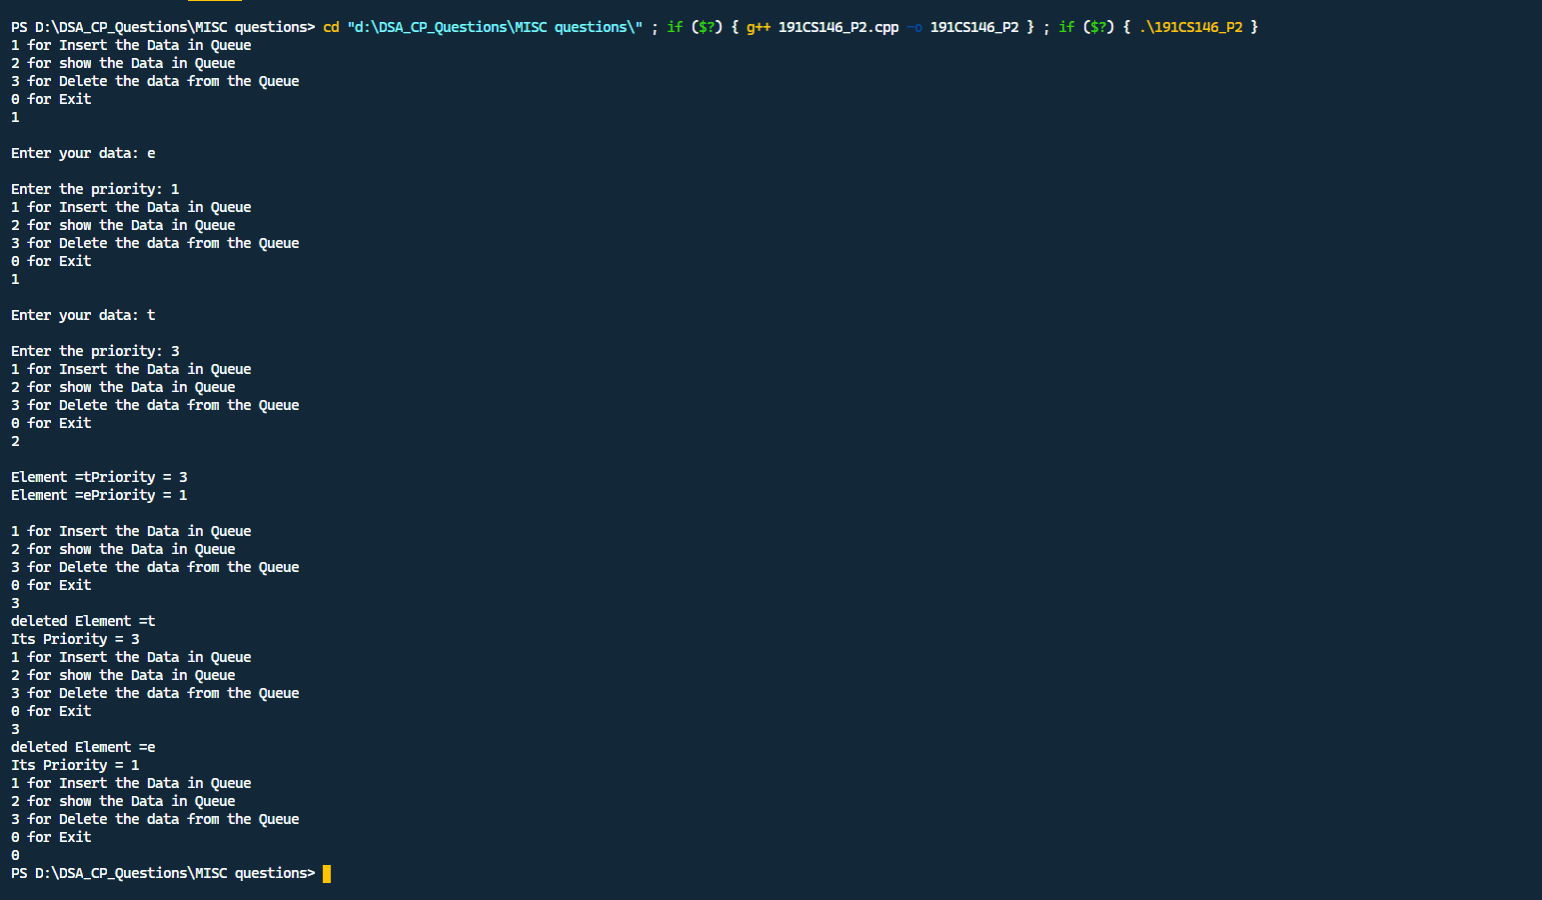 PS D:\DSA_CP_Questions\MISC questions> cd "d:\DSA_CP_Questions\MISC questions\" ; if ($?) { g++ 191CS146_P2.cpp -o 191CS146_P2 } ; if ($?) { .\191CS146_P2 }
1 for Insert the Data in Queue
2 for show the Data in Queue
3 for Delete the data from the Queue
0 for Exit
1
Enter your data: e
Enter the priority: 1
1 for Insert the Data in Queue
2 for show the Data in Queue
3 for Delete the data from the Queue
0 for Exit
1
Enter your data: t
Enter the priority: 3
1 for Insert the Data in Queue
2 for show the Data in Queue
3 for Delete the data from the Queue
0 for Exit
2
Element =tPriority = 3
Element =ePriority = 1
1 for Insert the Data in Queue
2 for show the Data in Queue
3 for Delete the data from the Queue
0 for Exit
3
deleted Element =t
Its Priority = 3
1 for Insert the Data in Queue
2 for show the Data in Queue
3 for Delete the data from the Queue
0 for Exit
3
deleted Element =e
Its Priority = 1
1 for Insert the Data in Queue
2 for show the Data in Queue
3 for Delete the data from the Queue
0 for Exit
0
PS D:\DSA_CP_Questions\MISC questions>